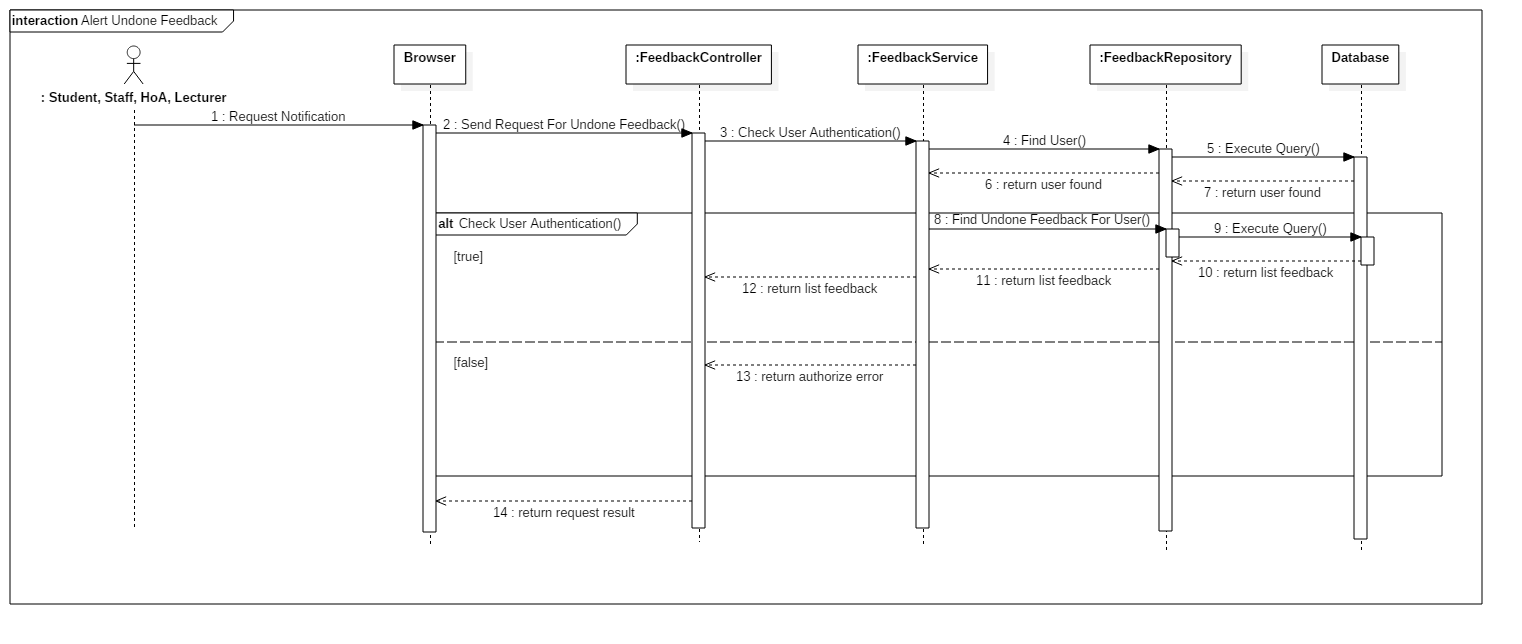 interaction Alert Undone Feedback
Browser
:FeedbackController
:FeedbackService
:FeedbackRepository
Database
: Student, Staff, HoA, Lecturer
1 : Request Notification
2 : Send Request For Undone Feedback()
3 : Check User Authentication()
4 : Find User()
5 : Execute Query()
6 : return user found
7 : return user found
alt Check User Authentication()
8 : Find Undone Feedback For User()
9 : Execute Query()
[true]
10 : return list feedback
11 : return list feedback
12 : return list feedback
[false]
13 : return authorize error
14 : return request result